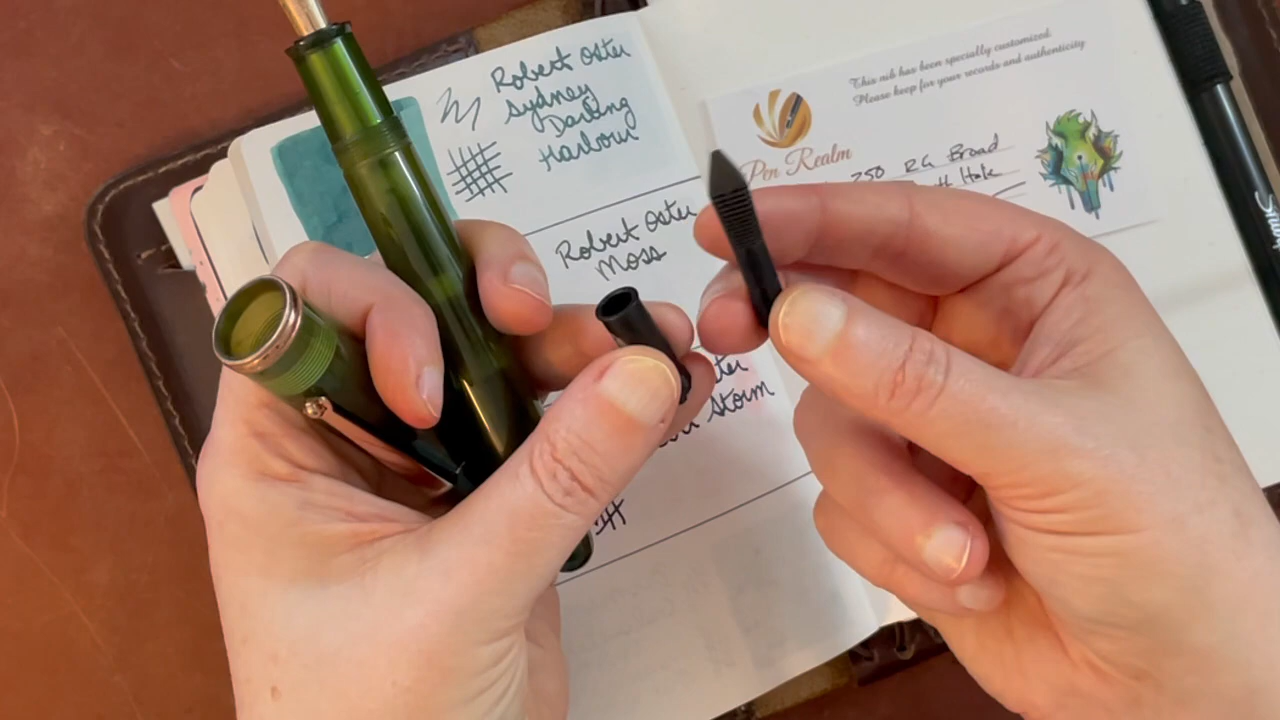 Robert Oster
Sydney
Darling
Harbour
Robert Oster
Moss
Storm
This nib has been specially customized.
Please keep for your records and authenticity
Pen Realm
250 RG Broad